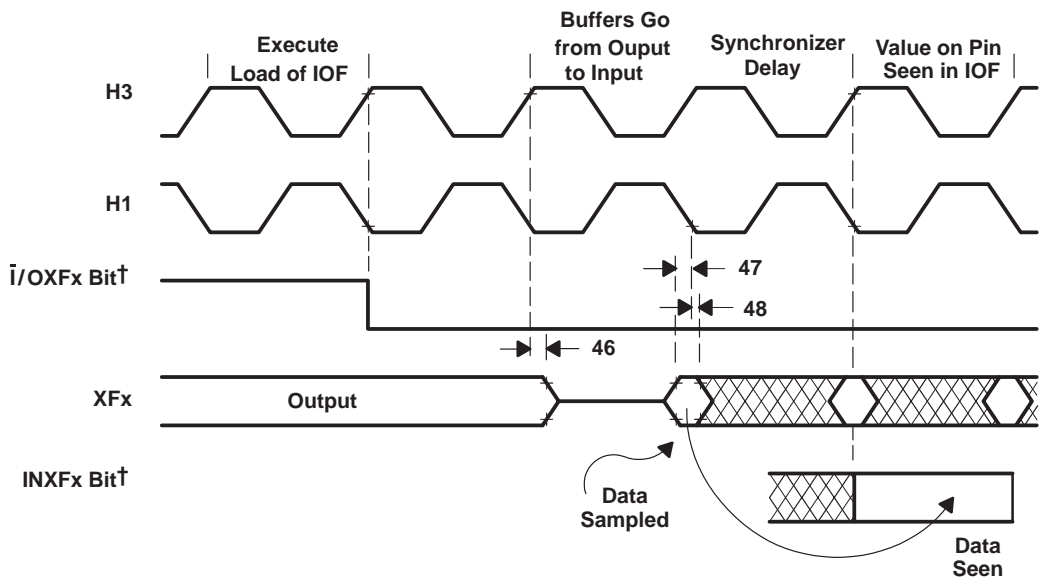 Execute
Load of IOF
Buffers Go
from Ouput
to Input
Synchronizer
Delay
Value on Pin
Seen in IOF
H3
H1
Ī/OXFx Bit†
47
48
46
XFx
Output
INXFx Bit†
Data
Sampled
Data
Seen